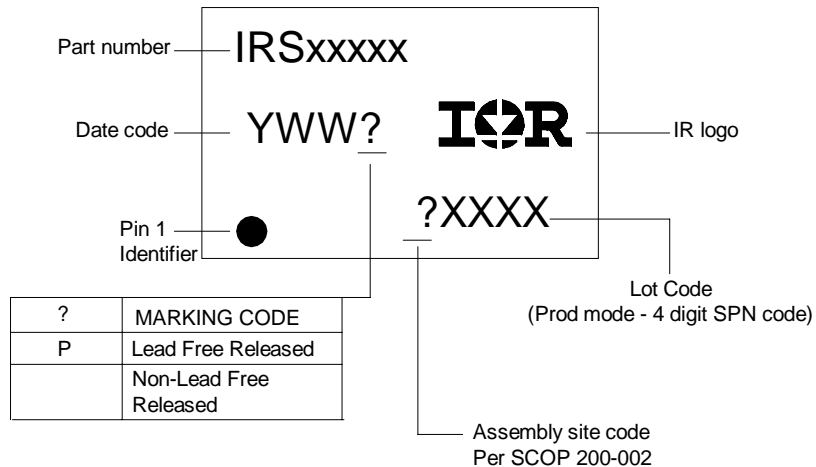 Part number
IRSxxxxx
Date code
YWW?
IOR
IR logo
?XXXX
Pin 1
Identifier
Lot Code
(Prod mode - 4 digit SPN code)
? MARKING CODE
P Lead Free Released
Non-Lead Free
Released
Assembly site code
Per SCOP 200-002